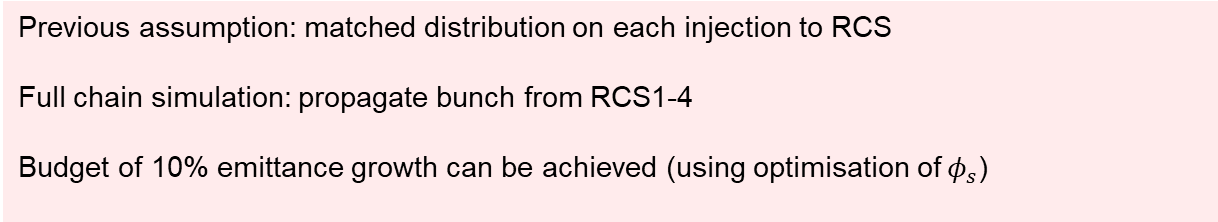 Previous assumption: matched distribution on each injection to RCS
Full chain simulation: propagate bunch from RCS1-4
Budget of 10% emittance growth can be achieved (using optimisation of ϕₛ)